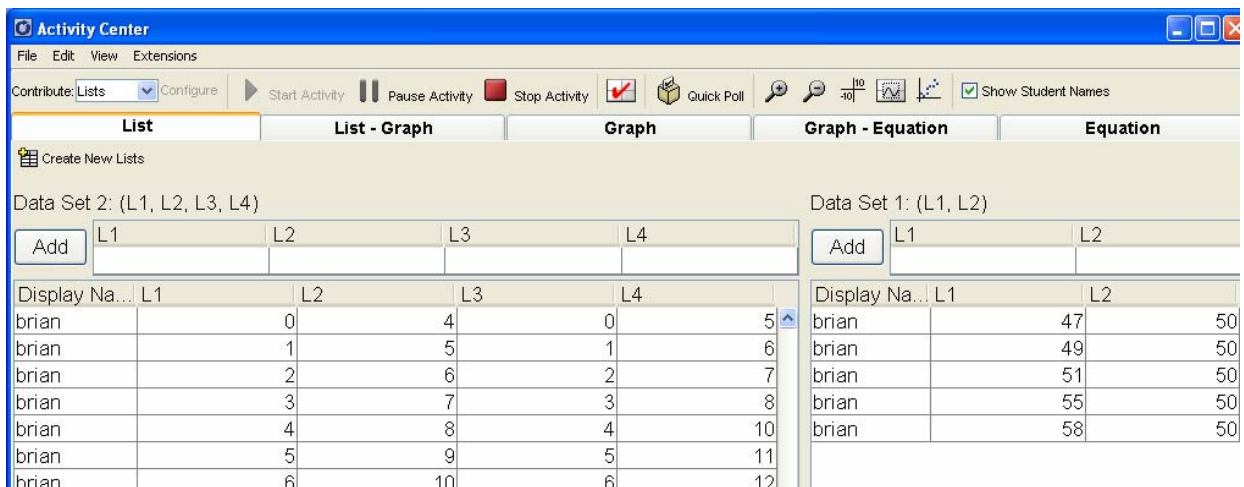 Activity Center
File Edit View Extensions
Contribute: Lists Configure Start Activity Pause Activity Stop Activity Quick Poll 10 -10 Show Student Names
List List - Graph Graph Graph - Equation Equation
Create New Lists
Data Set 2: (L1, L2, L3, L4) Data Set 1: (L1, L2)
Add L1 L2 L3 L4 Add L1 L2
Display Na... L1 L2 L3 L4 Display Na... L1 L2
brian 0 4 0 5 brian 47 50
brian 1 5 1 6 brian 49 50
brian 2 6 2 7 brian 51 50
brian 3 7 3 8 brian 55 50
brian 4 8 4 10 brian 58 50
brian 5 9 5 11
brian 6 10 6 12